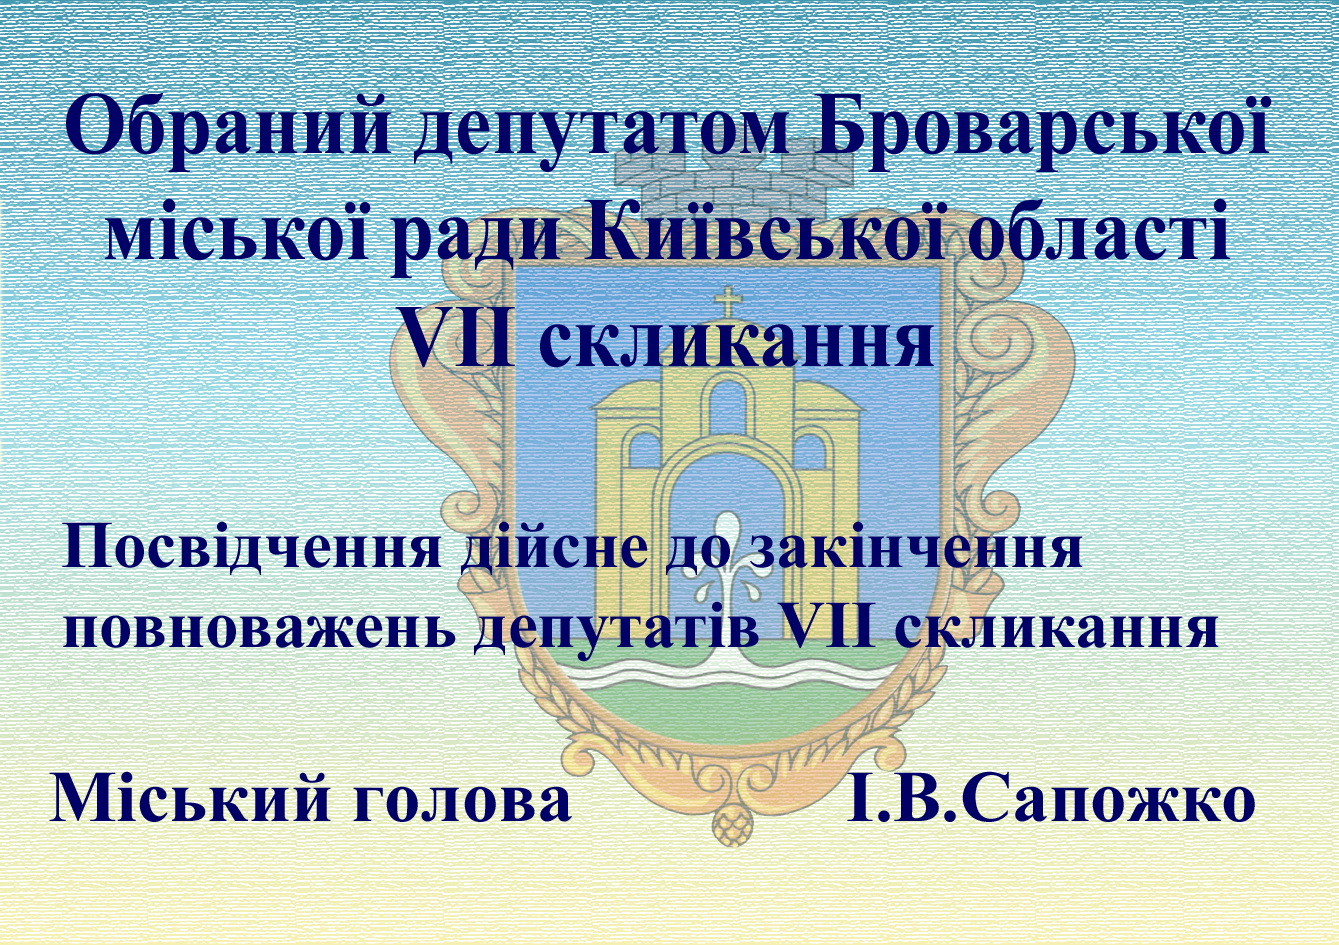 Обраний депутатом Броварської
міської ради Київської області
VII скликання
Посвідчення дійсне до закінчення
повноважень депутатів VII скликання
Міський голова І.В.Сапожко